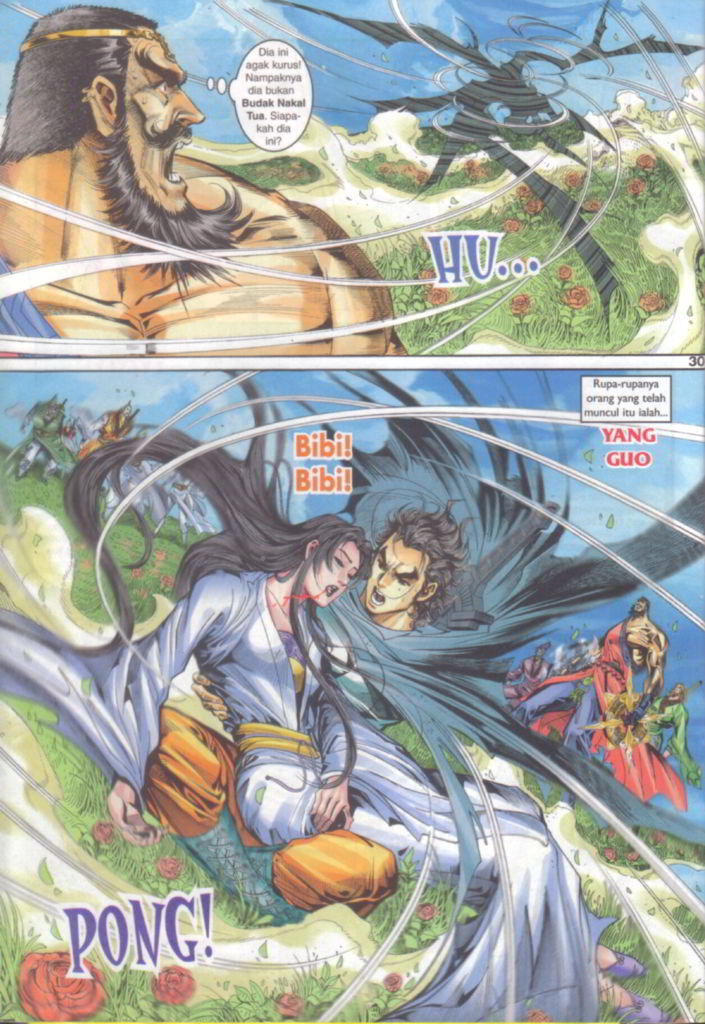 Dia ini
agak kurus!
Nampaknya
dia bukan
Budak Nakal
Tua. Siapa-
kah dia
ini?
HU...
30
Rupa-rupanya
orang yang telah
muncul itu ialah...
YANG
GUO
Bibi!
Bibi!
PONG!